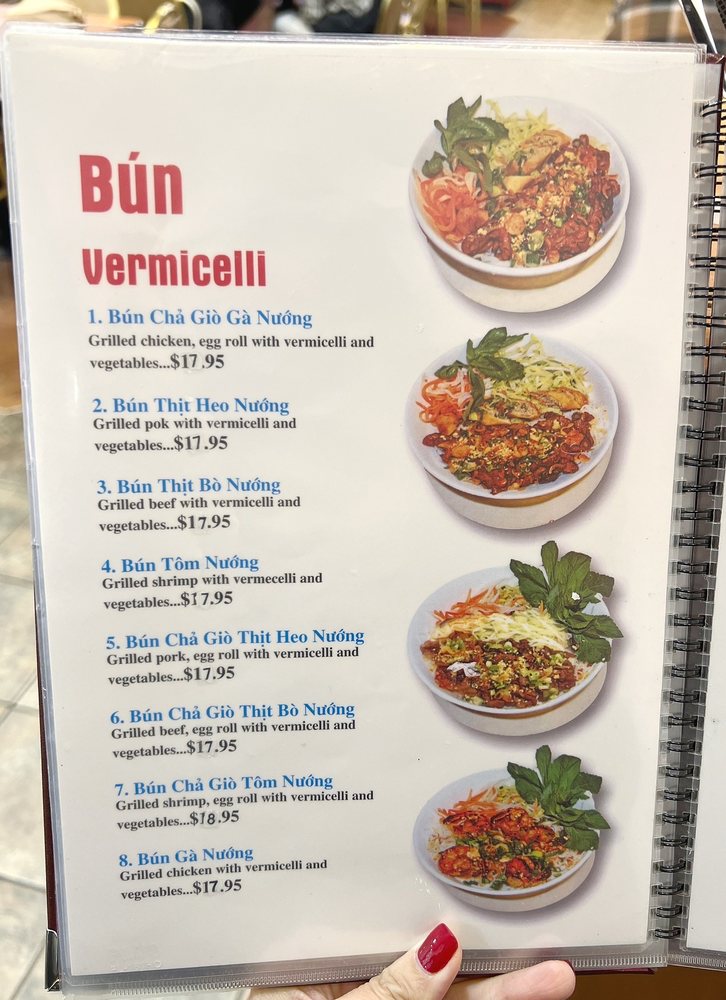 Bún
Vermicelli
1. Bún Chả Giò Gà Nướng
Grilled chicken, egg roll with vermicelli and
vegetables...$17.95
2. Bún Thịt Heo Nướng
Grilled pok with vermicelli and
vegetables...$17.95
3. Bún Thịt Bò Nướng
Grilled beef with vermicelli and
vegetables...$17.95
4. Bún Tôm Nướng
Grilled shrimp with vermecelli and
vegetables...$17.95
5. Bún Chả Giò Thịt Heo Nướng
Grilled pork, egg roll with vermicelli and
vegetables...$17.95
6. Bún Chả Giò Thịt Bò Nướng
Grilled beef, egg roll with vermicelli and
vegetables...$17.95
7. Bún Chả Giò Tôm Nướng
Grilled shrimp, egg roll with vermicelli and
vegetables...$18.95
8. Bún Gà Nướng
Grilled chicken with vermicelli and
vegetables...$17.95